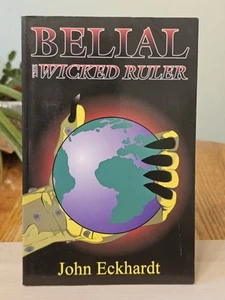 BELIAL
THE WICKED RULER
John Eckhardt